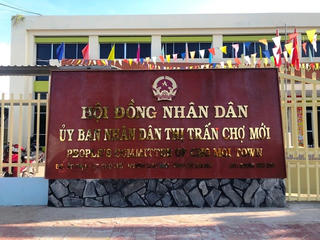 HỘI ĐỒNG NHÂN DÂN
ỦY BAN NHÂN DÂN THỊ TRẤN CHỢ MỚI
PEOPLE'S COMMITTEE OF CHO MOI TOWN